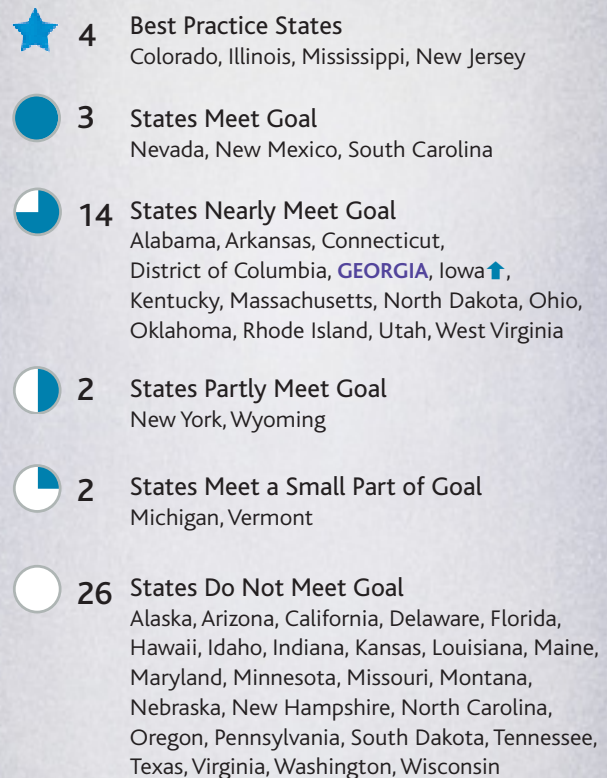 4 Best Practice States
Colorado, Illinois, Mississippi, New Jersey
3 States Meet Goal
Nevada, New Mexico, South Carolina
14 States Nearly Meet Goal
Alabama, Arkansas, Connecticut,
District of Columbia, GEORGIA, Iowa⬆,
Kentucky, Massachusetts, North Dakota, Ohio,
Oklahoma, Rhode Island, Utah, West Virginia
2 States Partly Meet Goal
New York, Wyoming
2 States Meet a Small Part of Goal
Michigan, Vermont
26 States Do Not Meet Goal
Alaska, Arizona, California, Delaware, Florida,
Hawaii, Idaho, Indiana, Kansas, Louisiana, Maine,
Maryland, Minnesota, Missouri, Montana,
Nebraska, New Hampshire, North Carolina,
Oregon, Pennsylvania, South Dakota, Tennessee,
Texas, Virginia, Washington, Wisconsin